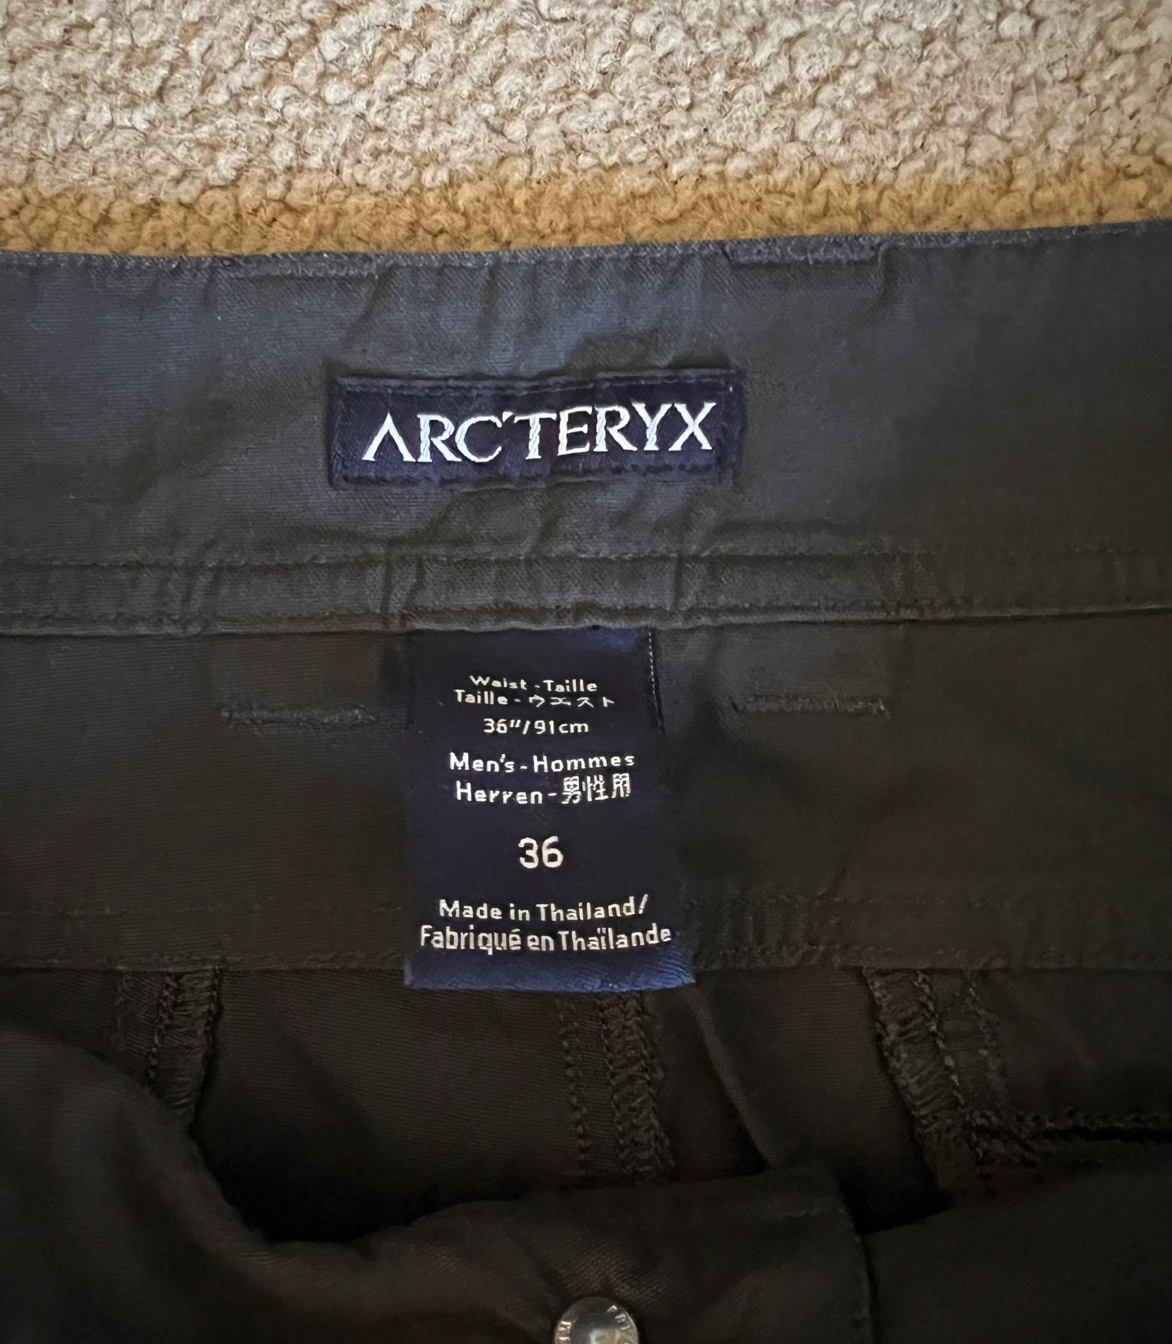 ARC'TERYX
Waist - Taille
Taille - ウエスト
36"/91cm
Men's - Hommes
Herren - 男性用
36
Made in Thailand/
Fabriqué en Thaïlande